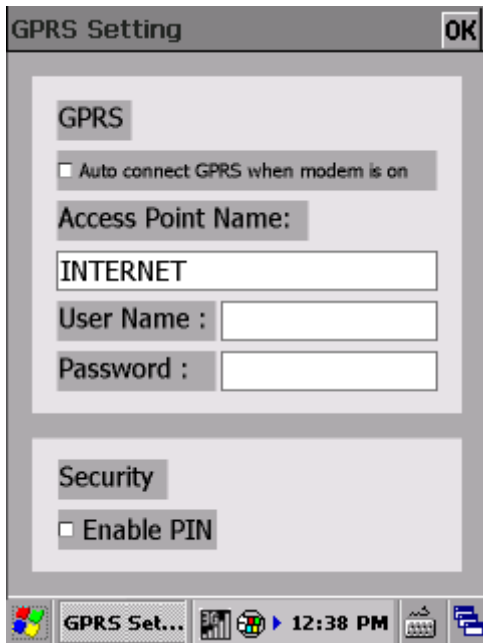 GPRS Setting OK
GPRS
Auto connect GPRS when modem is on
Access Point Name:
INTERNET
User Name :
Password :
Security
Enable PIN
GPRS Set... 12:38 PM